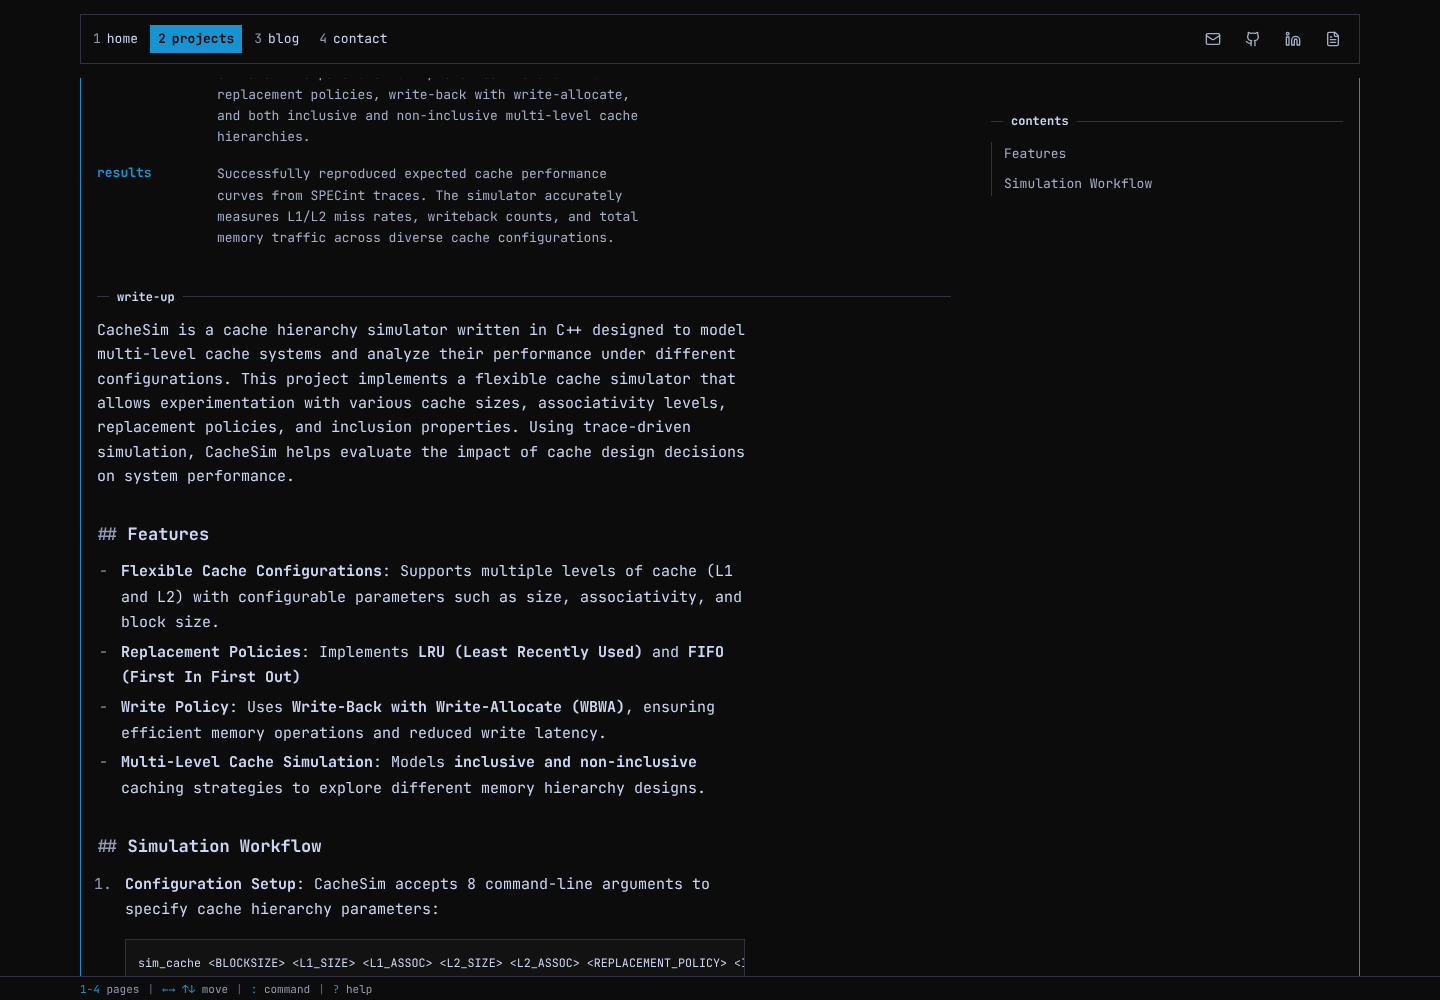 1 home 2 projects 3 blog 4 contact
replacement policies, write-back with write-allocate,
and both inclusive and non-inclusive multi-level cache
hierarchies.
results
Successfully reproduced expected cache performance
curves from SPECint traces. The simulator accurately
measures L1/L2 miss rates, writeback counts, and total
memory traffic across diverse cache configurations.
write-up
CacheSim is a cache hierarchy simulator written in C++ designed to model
multi-level cache systems and analyze their performance under different
configurations. This project implements a flexible cache simulator that
allows experimentation with various cache sizes, associativity levels,
replacement policies, and inclusion properties. Using trace-driven
simulation, CacheSim helps evaluate the impact of cache design decisions
on system performance.
## Features
- Flexible Cache Configurations: Supports multiple levels of cache (L1
and L2) with configurable parameters such as size, associativity, and
block size.
- Replacement Policies: Implements LRU (Least Recently Used) and FIFO
(First In First Out)
- Write Policy: Uses Write-Back with Write-Allocate (WBWA), ensuring
efficient memory operations and reduced write latency.
- Multi-Level Cache Simulation: Models inclusive and non-inclusive
caching strategies to explore different memory hierarchy designs.
## Simulation Workflow
1. Configuration Setup: CacheSim accepts 8 command-line arguments to
specify cache hierarchy parameters:
sim_cache <BLOCKSIZE> <L1_SIZE> <L1_ASSOC> <L2_SIZE> <L2_ASSOC> <REPLACEMENT_POLICY>
contents
Features
Simulation Workflow
1-4 pages | ←→ ↑↓ move | : command | ? help